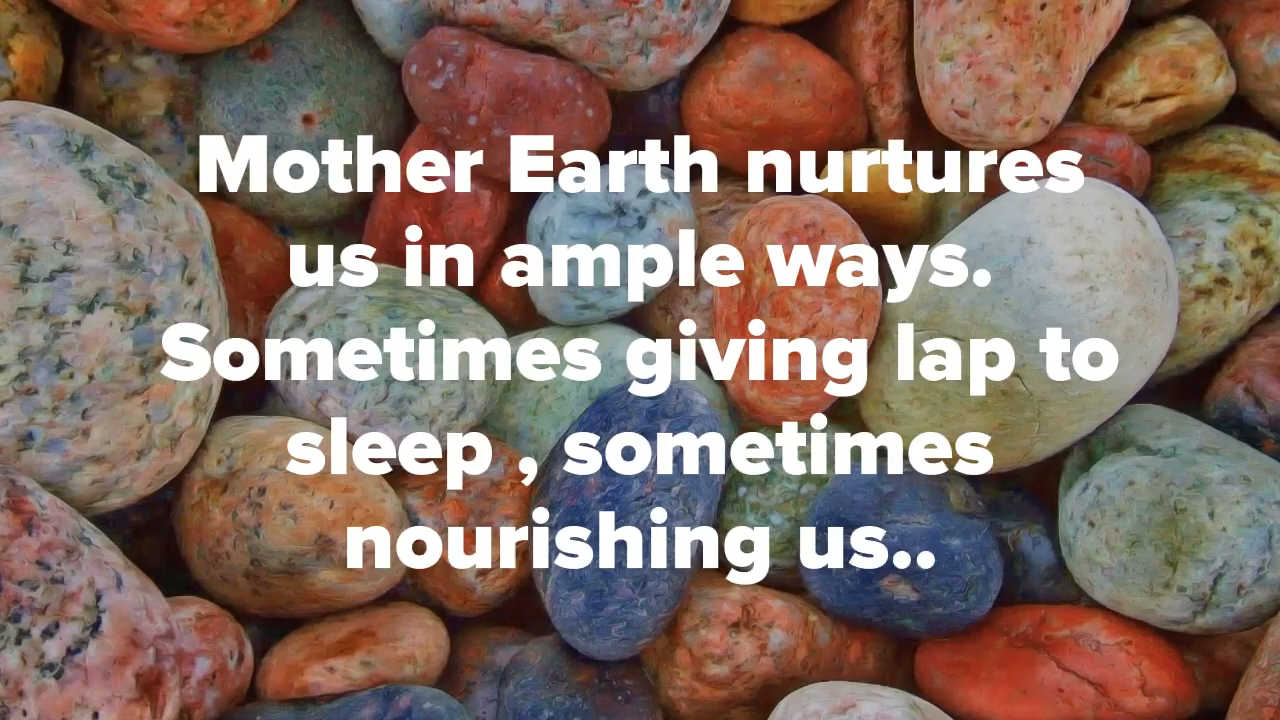 Mother Earth nurtures
us in ample ways.
Sometimes giving lap to
sleep , sometimes
nourishing us..